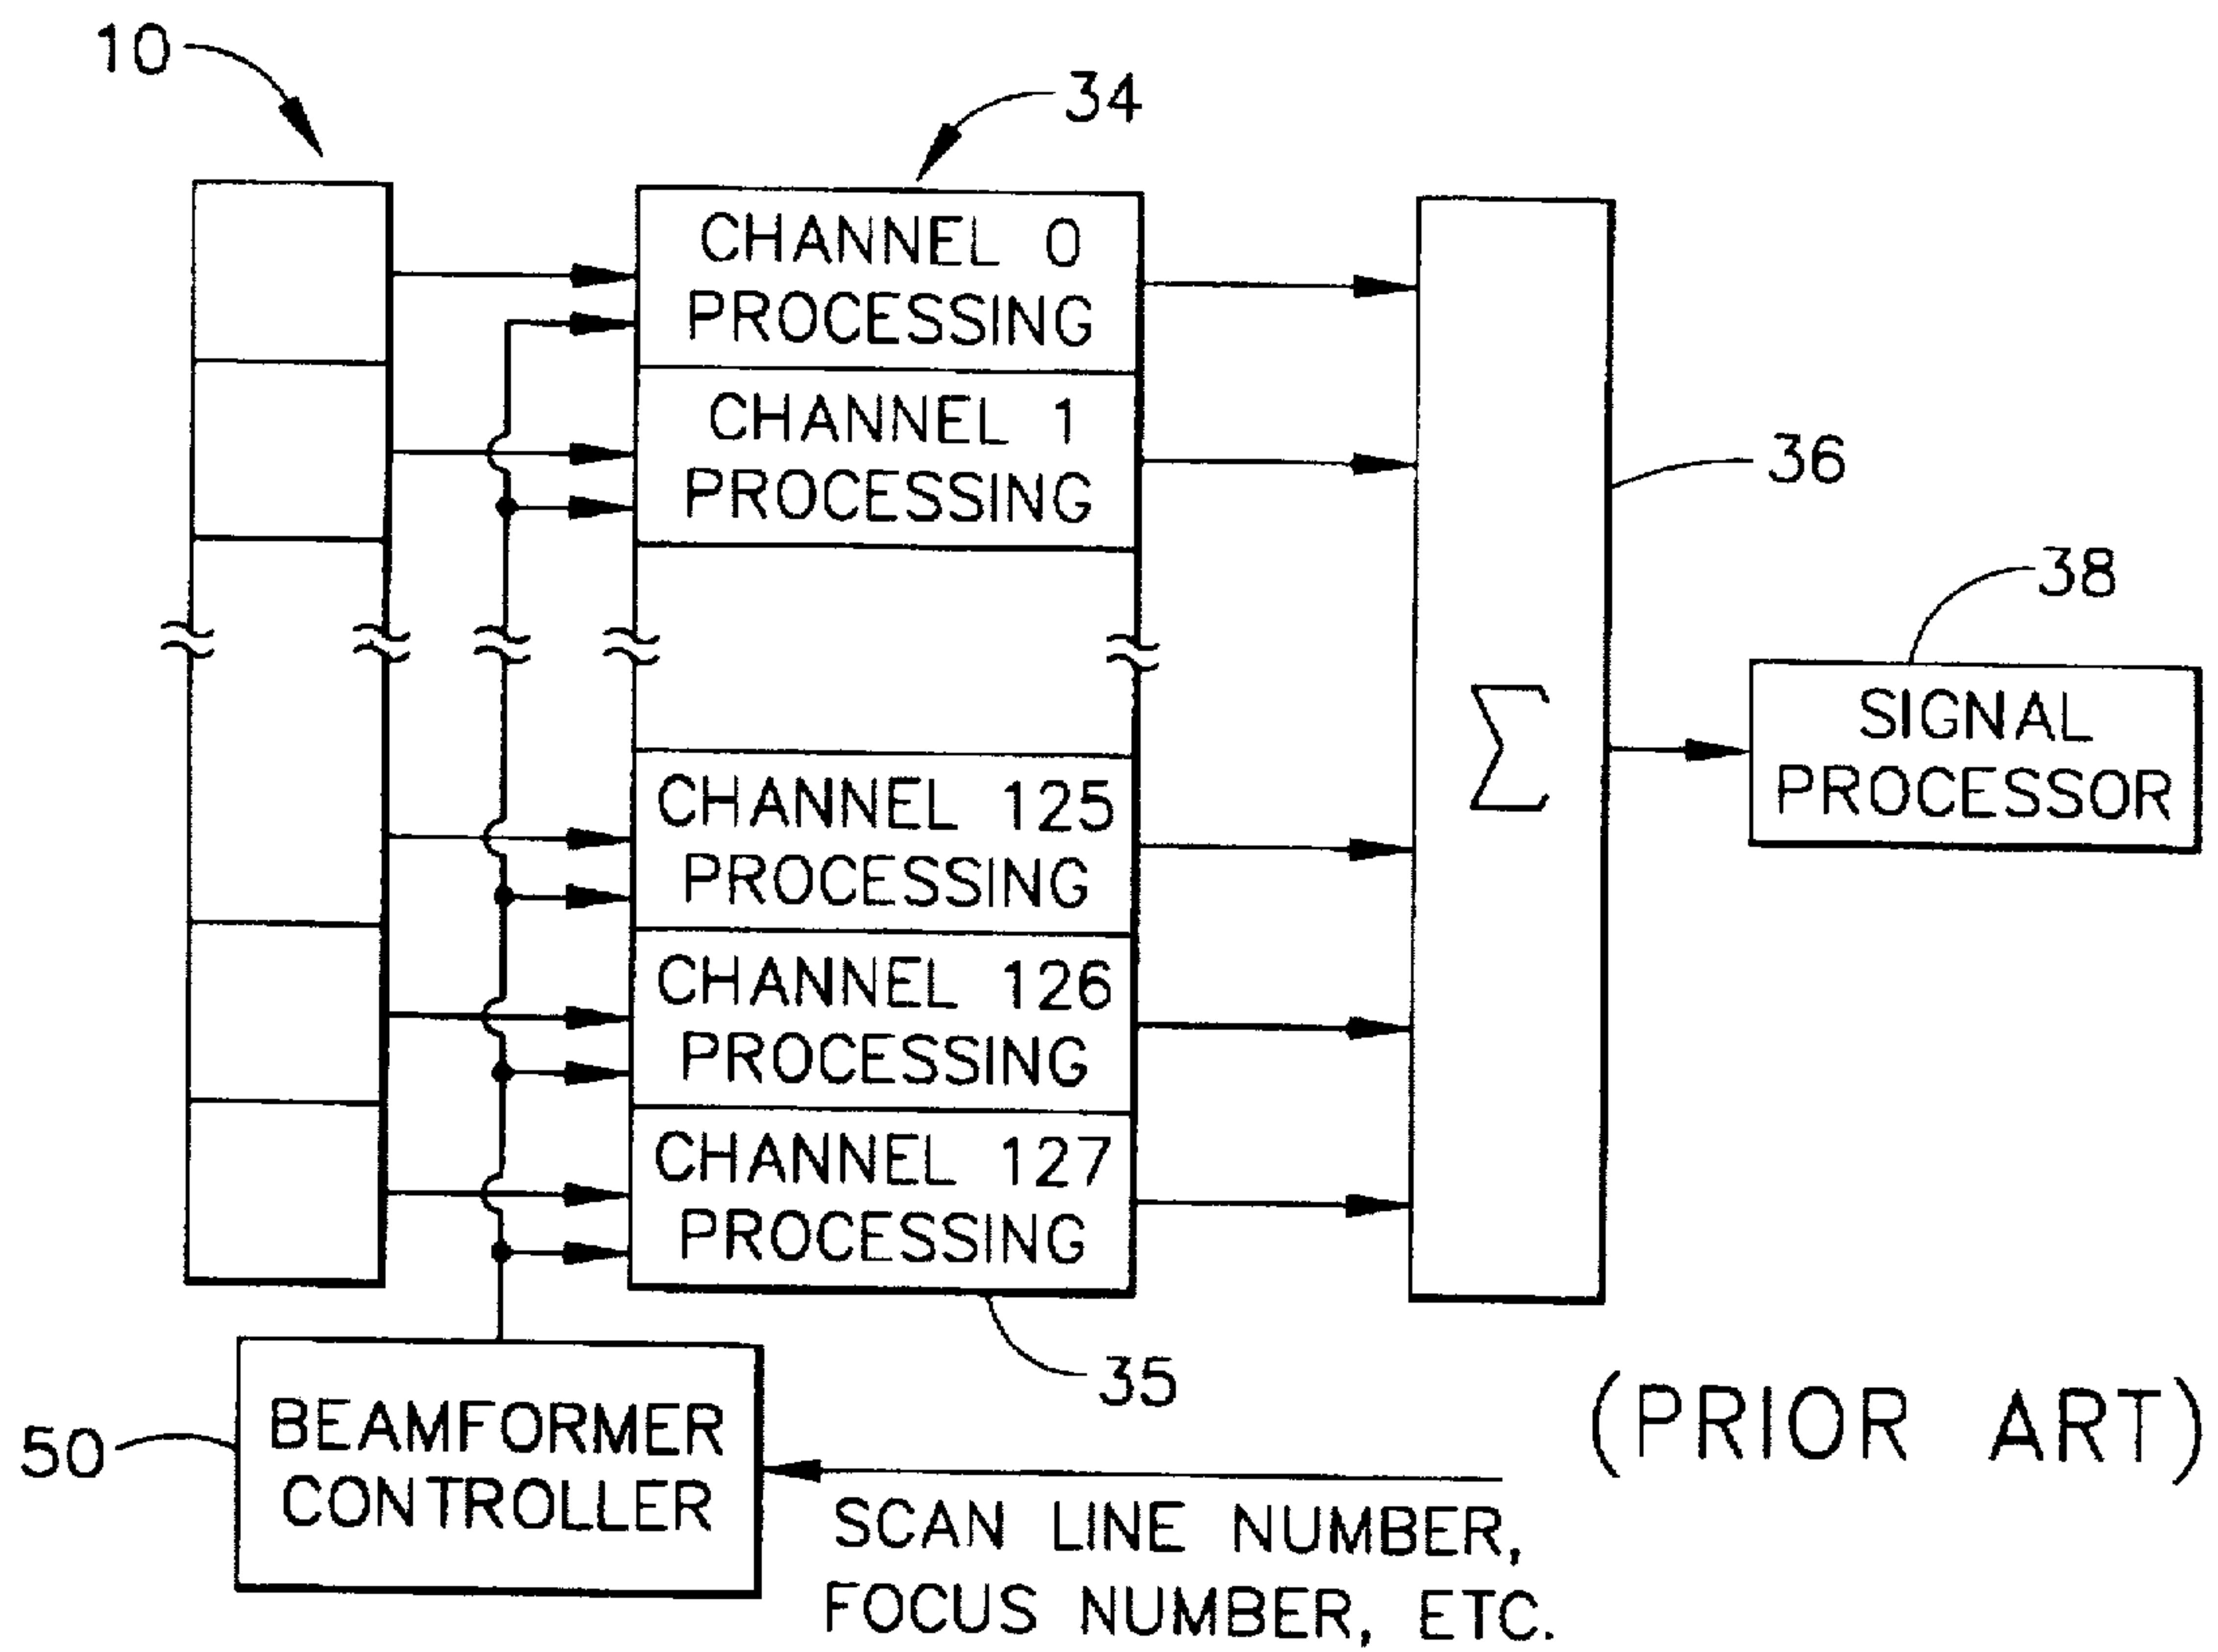 10
34
CHANNEL 0
PROCESSING
CHANNEL 1
PROCESSING
36
38
Σ
SIGNAL
PROCESSOR
CHANNEL 125
PROCESSING
CHANNEL 126
PROCESSING
CHANNEL 127
PROCESSING
35
50
BEAMFORMER
CONTROLLER
(PRIOR ART)
SCAN LINE NUMBER,
FOCUS NUMBER, ETC.